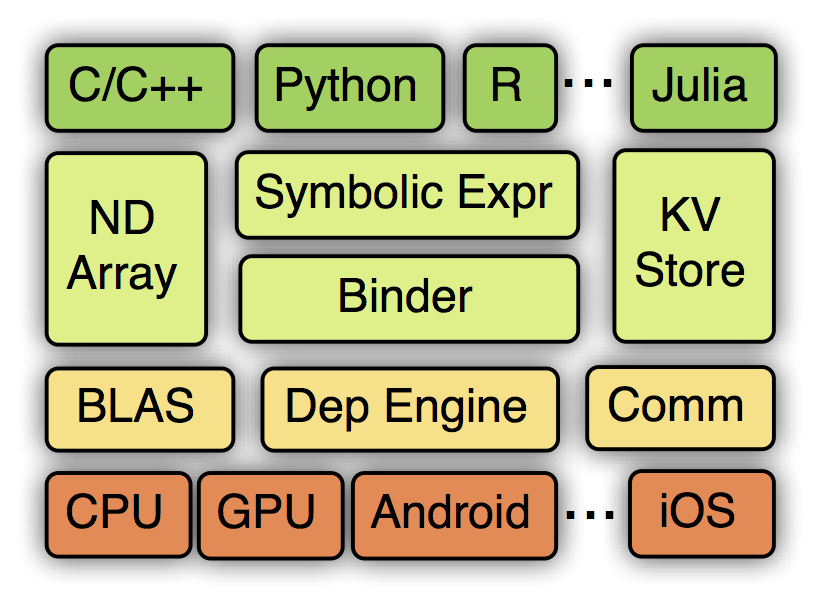 C/C++ Python R ... Julia
ND Array
Symbolic Expr
Binder
KV Store
BLAS Dep Engine Comm
CPU GPU Android ... iOS